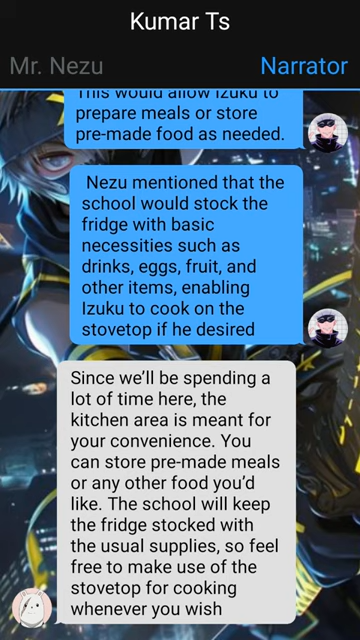 Kumar Ts
Mr. Nezu
Narrator
This would allow Izuku to
prepare meals or store
pre-made food as needed.
Nezu mentioned that the
school would stock the
fridge with basic
necessities such as
drinks, eggs, fruit, and
other items, enabling
Izuku to cook on the
stovetop if he desired
Since we'll be spending a
lot of time here, the
kitchen area is meant for
your convenience. You
can store pre-made meals
or any other food you'd
like. The school will keep
the fridge stocked with
the usual supplies, so feel
free to make use of the
stovetop for cooking
whenever you wish